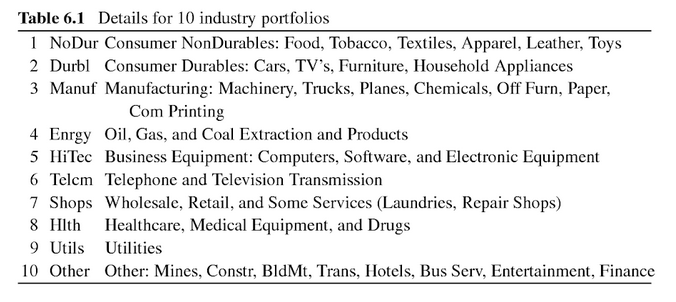 Table 6.1 Details for 10 industry portfolios
1 NoDur Consumer NonDurables: Food, Tobacco, Textiles, Apparel, Leather, Toys
2 Durbl Consumer Durables: Cars, TV's, Furniture, Household Appliances
3 Manuf Manufacturing: Machinery, Trucks, Planes, Chemicals, Off Furn, Paper,
Com Printing
4 Enrgy Oil, Gas, and Coal Extraction and Products
5 HiTec Business Equipment: Computers, Software, and Electronic Equipment
6 Telcm Telephone and Television Transmission
7 Shops Wholesale, Retail, and Some Services (Laundries, Repair Shops)
8 Hlth Healthcare, Medical Equipment, and Drugs
9 Utils Utilities
10 Other Other: Mines, Constr, BldMt, Trans, Hotels, Bus Serv, Entertainment, Finance